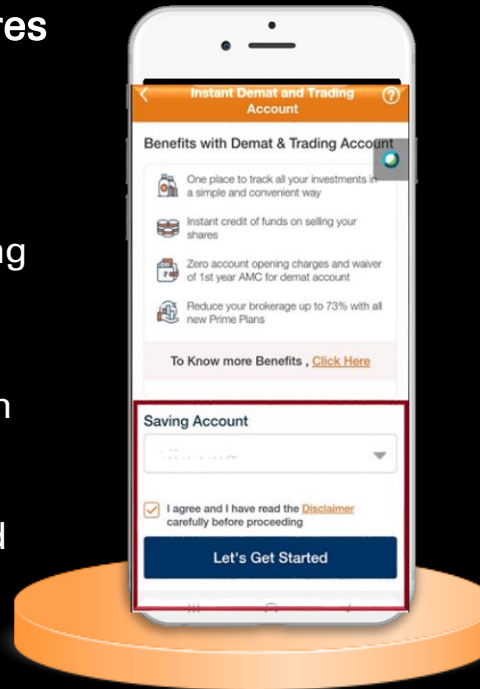 res
ng
n
d
Instant Demat and Trading
Account
?
Benefits with Demat & Trading Account
One place to track all your investments in
a simple and convenient way
Instant credit of funds on selling your
shares
Zero account opening charges and waiver
of 1st year AMC for demat account
Reduce your brokerage up to 73% with all
new Prime Plans
To Know more Benefits , Click Here
Saving Account
I agree and I have read the Disclaimer
carefully before proceeding
Let's Get Started